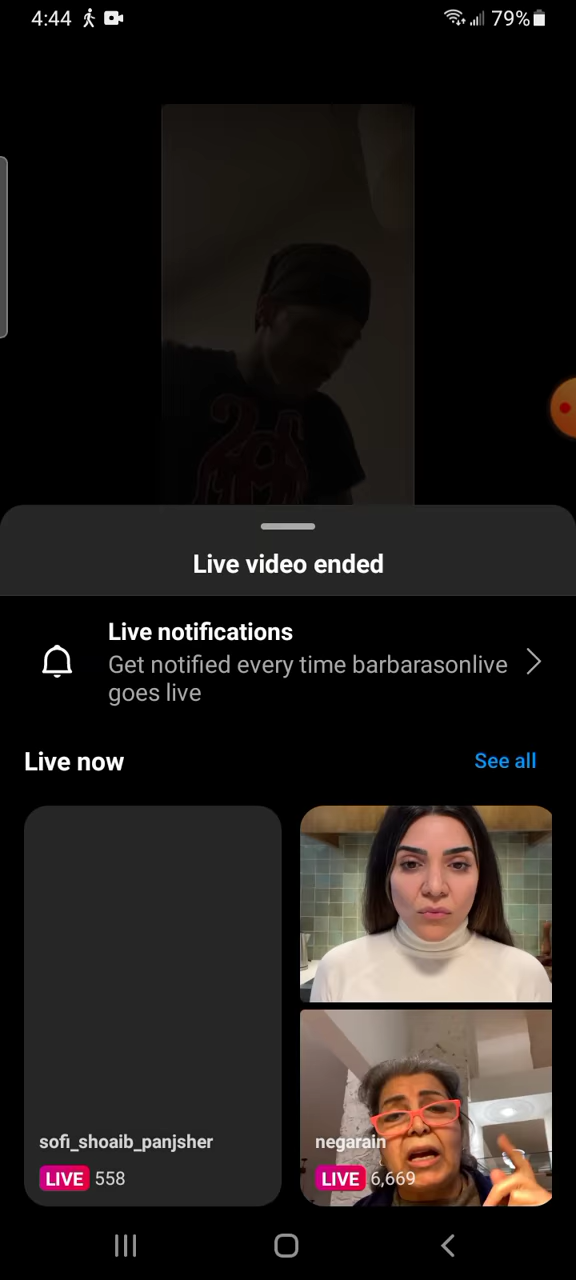 4:44
79%
Live video ended
Live notifications
Get notified every time barbarasonlive
goes live
Live now
See all
sofi_shoaib_panjsher
LIVE 558
negarain
LIVE 6,669